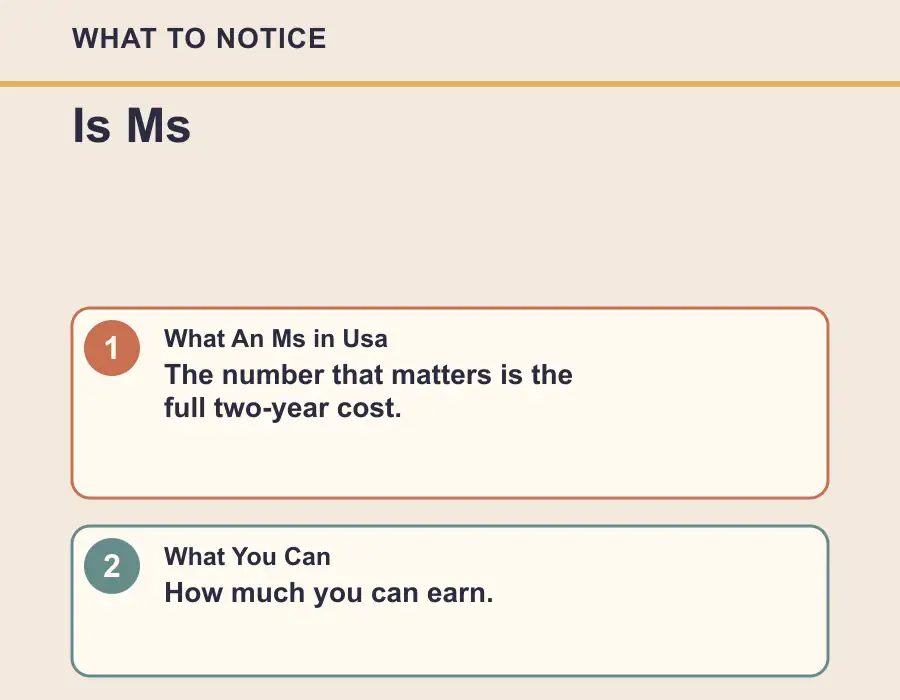 WHAT TO NOTICE
Is Ms
1
What An Ms in Usa
The number that matters is the
full two-year cost.
2
What You Can
How much you can earn.